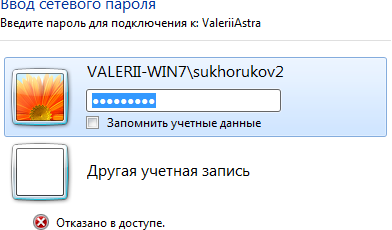 Ввод сетевого пароля
Введите пароль для подключения к: ValeriiAstra
VALERII-WIN7\sukhorukov2
Запомнить учетные данные
Другая учетная запись
Отказано в доступе.